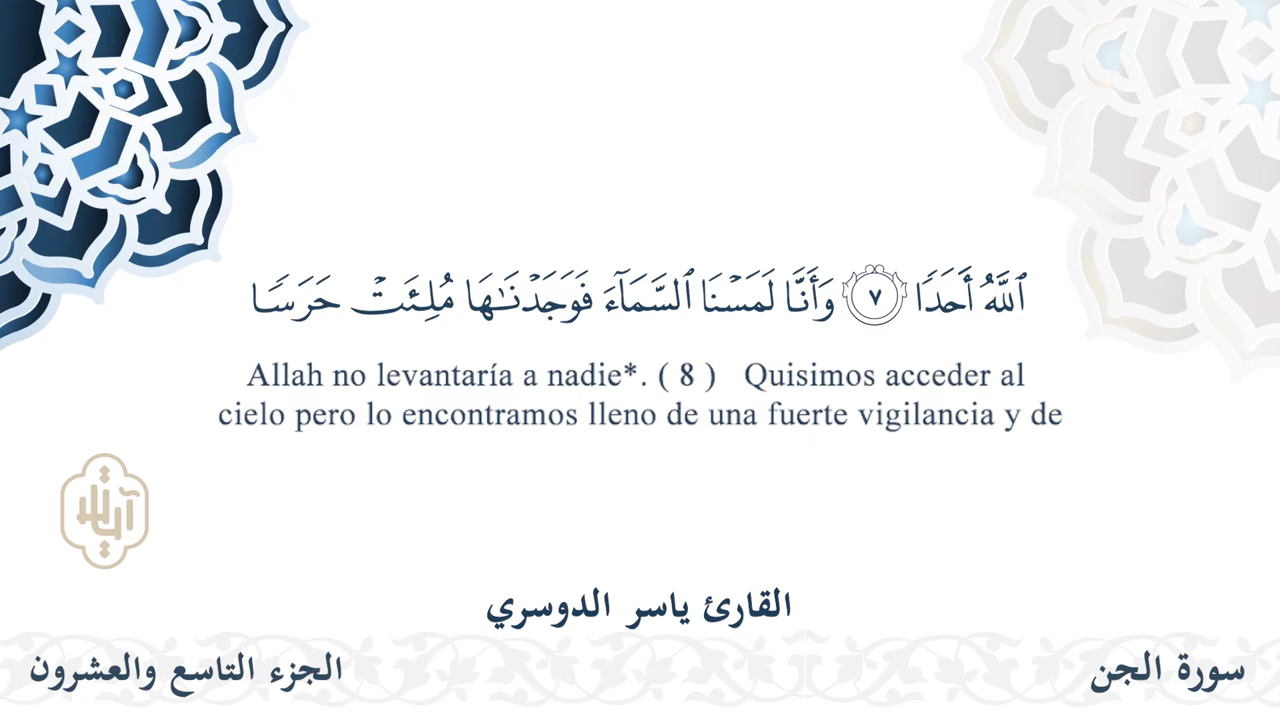 ٱللَّهُ أَحَدٗا ٧ وَأَنَّا لَمَسۡنَا ٱلسَّمَآءَ فَوَجَدۡنَٰهَا مُلِئَتۡ حَرَسٗا
Allah no levantaría a nadie*. ( 8 ) Quisimos acceder al
cielo pero lo encontramos lleno de una fuerte vigilancia y de
القارئ ياسر الدوسري
سورة الجن
الجزء التاسع والعشرون